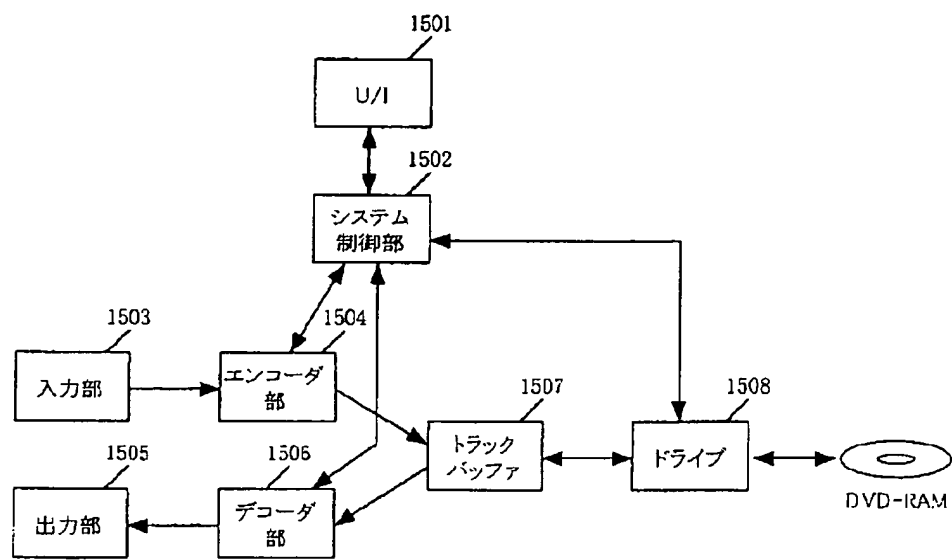 1501
U/I
1502
システム
制御部
1503
入力部
1504
エンコーダ
部
1505
出力部
1506
デコーダ
部
1507
トラック
バッファ
1508
ドライブ
DVD-RAM